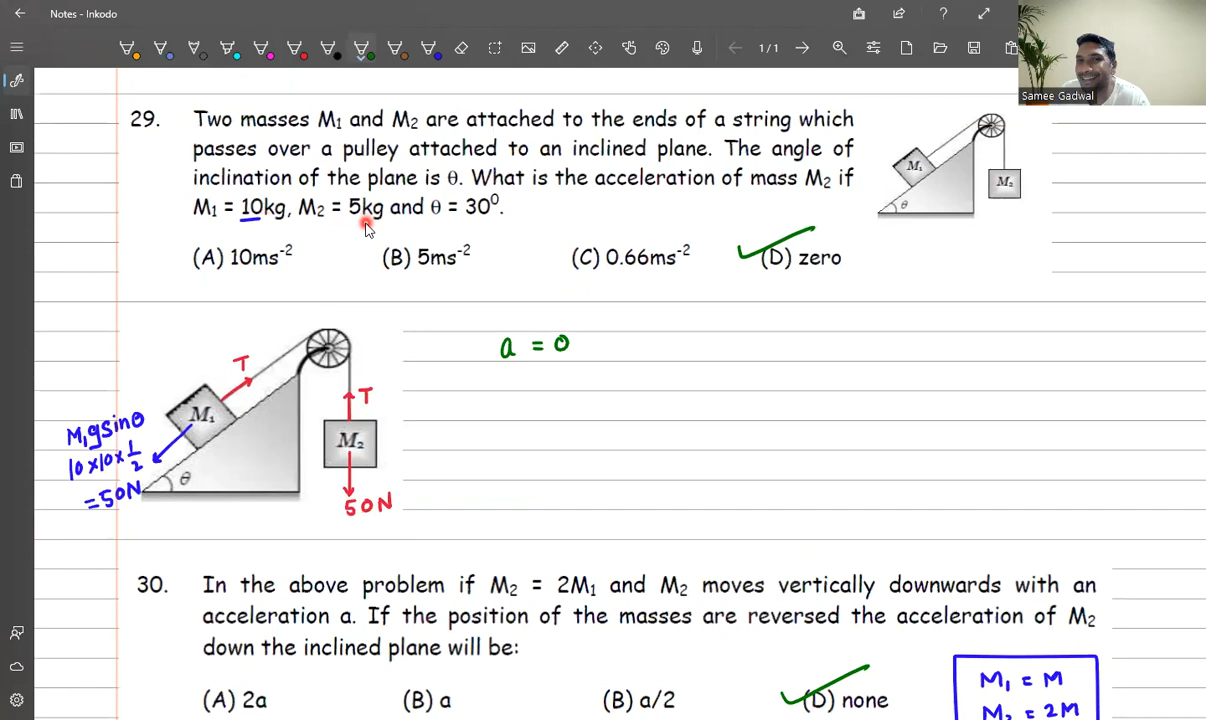 Notes - Inkodo
1/1
Samee Gadwal
29. Two masses M₁ and M₂ are attached to the ends of a string which
passes over a pulley attached to an inclined plane. The angle of
inclination of the plane is θ. What is the acceleration of mass M₂ if
M₁ = 10kg, M₂ = 5kg and θ = 30⁰.
(A) 10ms⁻² (B) 5ms⁻² (C) 0.66ms⁻² (D) zero
M₁
M₂
θ
a = 0
T
T
M₁
M₂
M₁gsinθ
10×10×1/2
= 50N
θ
50N
30. In the above problem if M₂ = 2M₁ and M₂ moves vertically downwards with an
acceleration a. If the position of the masses are reversed the acceleration of M₂
down the inclined plane will be:
(A) 2a (B) a (B) a/2 (D) none
M₁ = M
M₂ = 2M